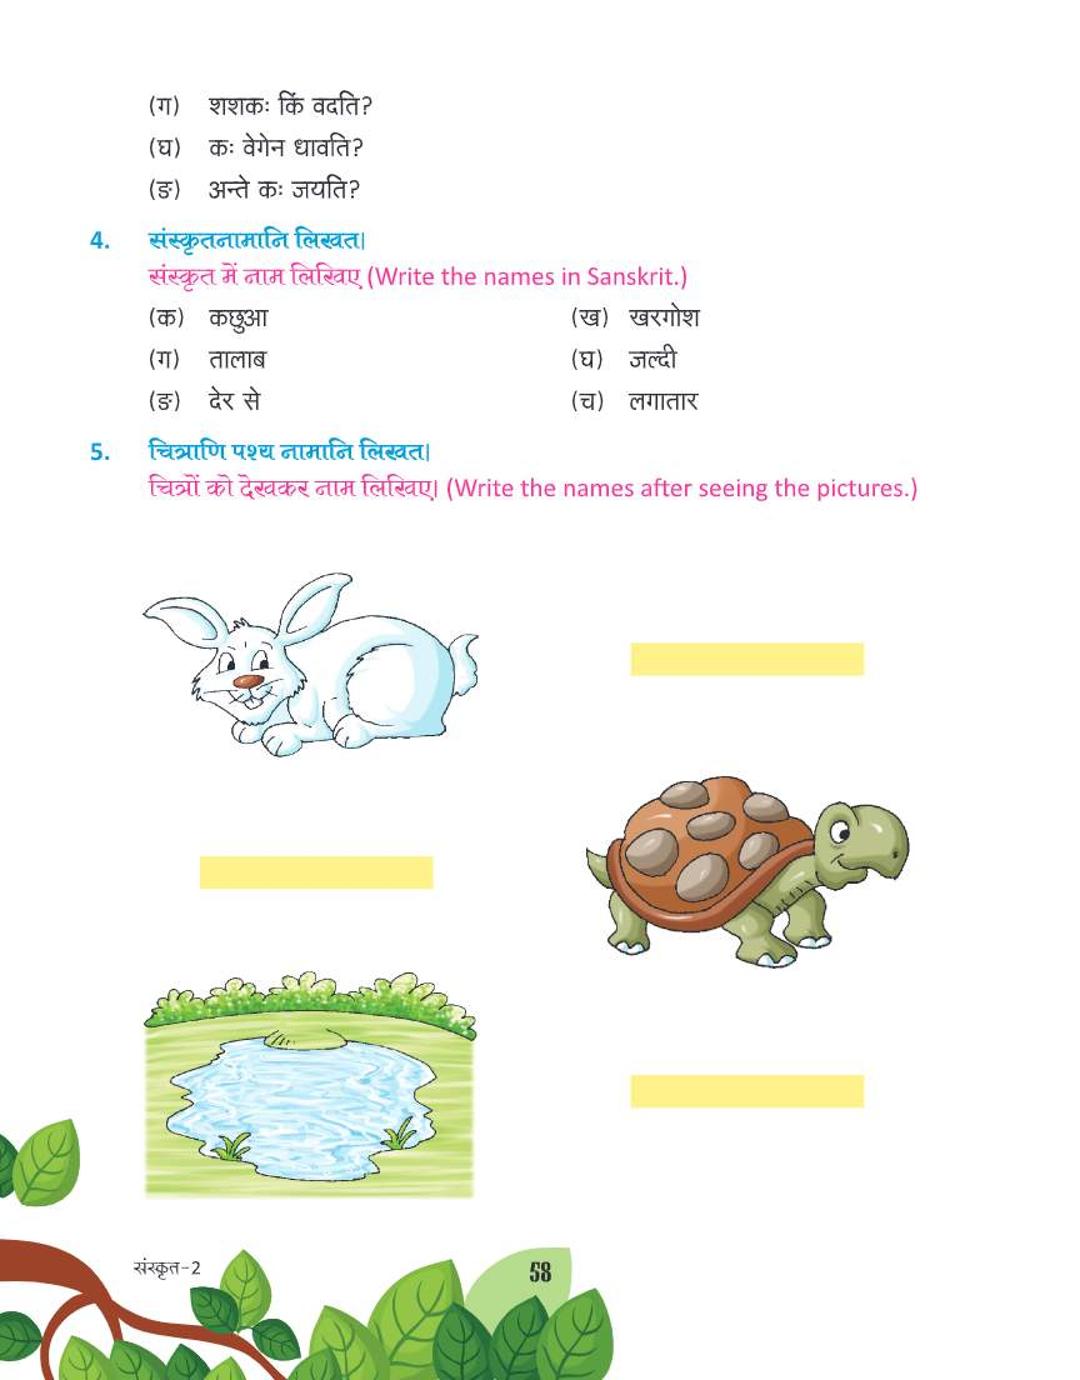 (ग) शशकः किं वदति?
(घ) कः वेगेन धावति?
(ङ) अन्ते कः जयति?
4. संस्कृतनामानि लिखत।
संस्कृत में नाम लिखिए (Write the names in Sanskrit.)
(क) कछुआ (ख) खरगोश
(ग) तालाब (घ) जल्दी
(ङ) देर से (च) लगातार
5. चित्राणि पश्य नामानि लिखत।
चित्रों को देखकर नाम लिखिए। (Write the names after seeing the pictures.)
संस्कृत-2
58